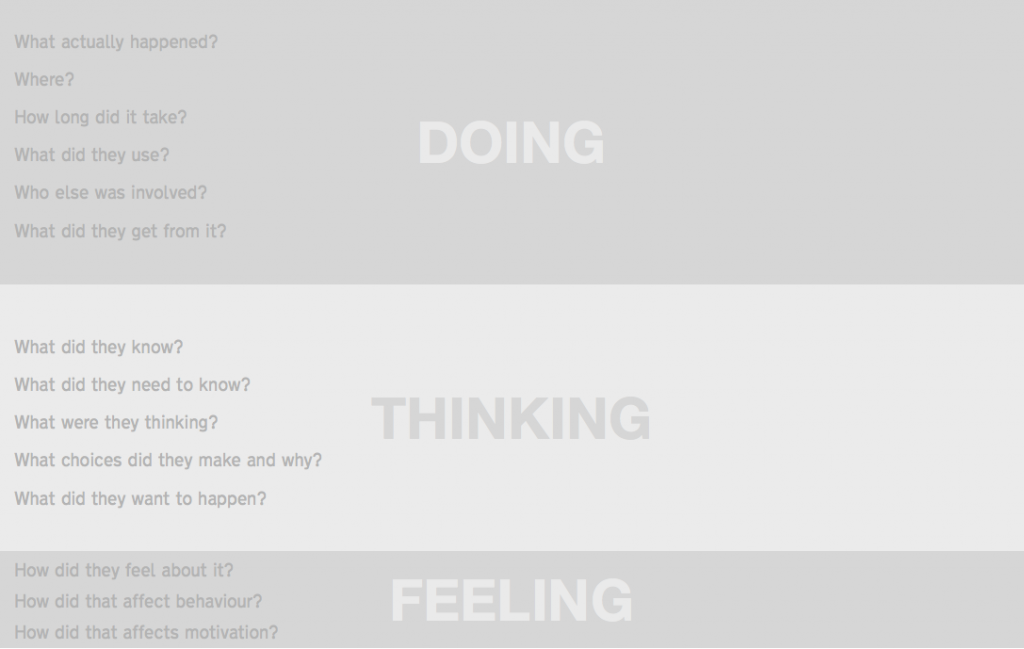 What actually happened?
Where?
How long did it take?
What did they use?
Who else was involved?
What did they get from it?
DOING
What did they know?
What did they need to know?
What were they thinking?
What choices did they make and why?
What did they want to happen?
THINKING
How did they feel about it?
How did that affect behaviour?
How did that affects motivation?
FEELING